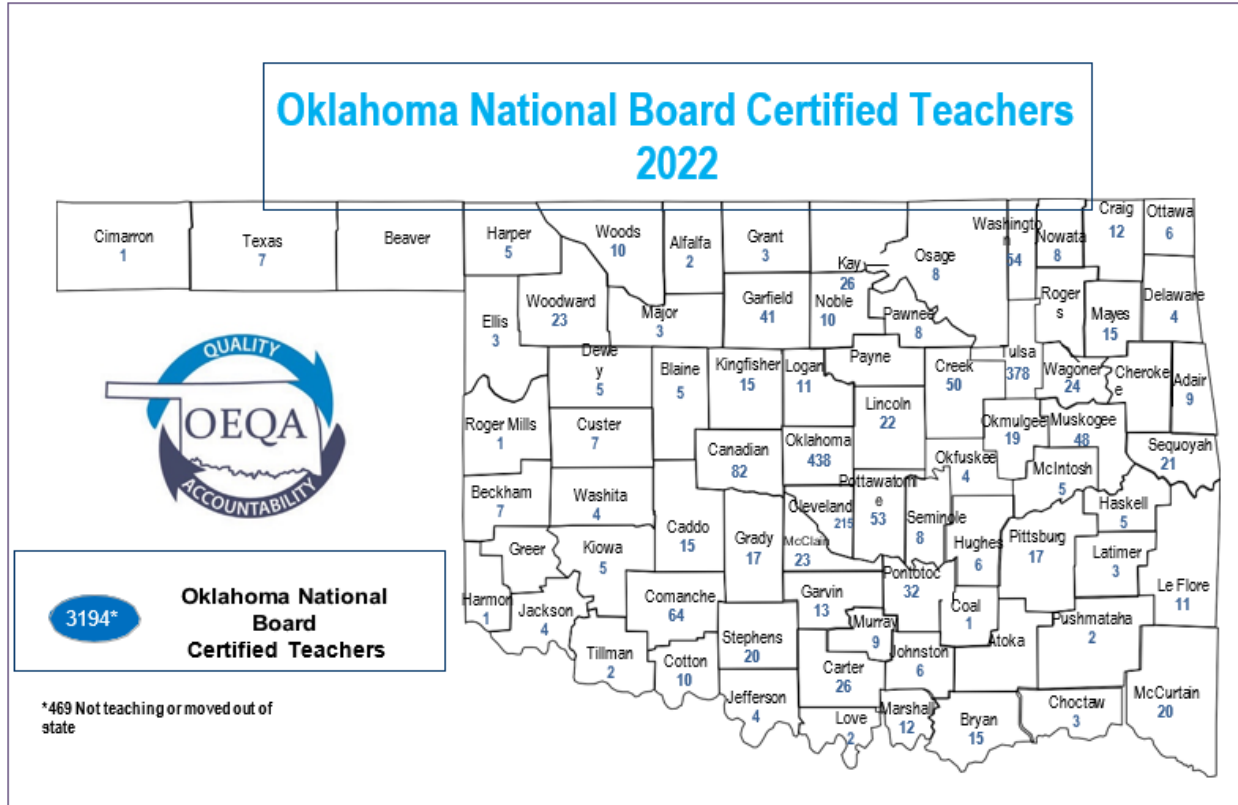 Oklahoma National Board Certified Teachers
2022
Cimarron
1
Texas
7
Beaver
Harper
5
Woods
10
Alfalfa
2
Grant
3
Kay
26
Osage
8
Washingto
n
54
Nowata
8
Craig
12
Ottawa
6
Ellis
3
Woodward
23
Major
3
Garfield
41
Noble
10
Pawnee
8
Roger
s
Mayes
15
Delaware
4
QUALITY
OEQA
ACCOUNTABILITY
Dewe
y
5
Blaine
5
Kingfisher
15
Logan
11
Payne
Creek
50
Tulsa
378
Wagoner
24
Cheroke
e
Adair
9
Roger Mills
1
Custer
7
Canadian
82
Oklahoma
438
Lincoln
22
Okmulgee
19
Muskogee
48
Sequoyah
21
Okfuskee
4
McIntosh
5
Beckham
7
Washita
4
Caddo
15
Grady
17
Cleveland
215
McClain
23
Pottawatomi
e
53
Seminole
8
Hughes
6
Pittsburg
17
Haskell
5
Latimer
3
Le Flore
11
Greer
Kiowa
5
Harmon
1
Jackson
4
Comanche
64
Stephens
20
Garvin
13
Pontotoc
32
Coal
1
Murray
9
Johnston
6
Atoka
Pushmataha
2
Tillman
2
Cotton
10
Jefferson
4
Carter
26
Love
2
Marshall
12
Bryan
15
Choctaw
3
McCurtain
20
3194*
Oklahoma National
Board
Certified Teachers
*469 Not teaching or moved out of
state